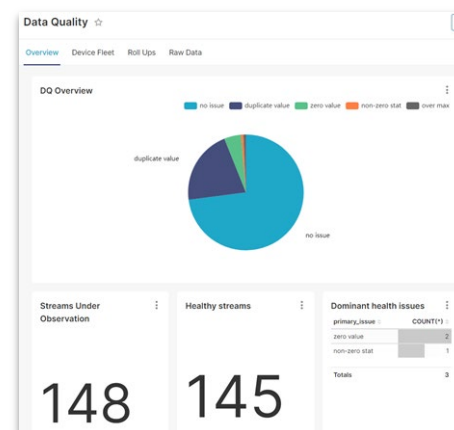 Data Quality ☆
Overview Device Fleet Roll Ups Raw Data
DQ Overview
no issue duplicate value zero value non-zero stat over max
duplicate value
no issue
Streams Under
Observation
148
Healthy streams
145
Dominant health issues
primary_issue COUNT(*)
zero value 2
non-zero stat 1
Totals 3